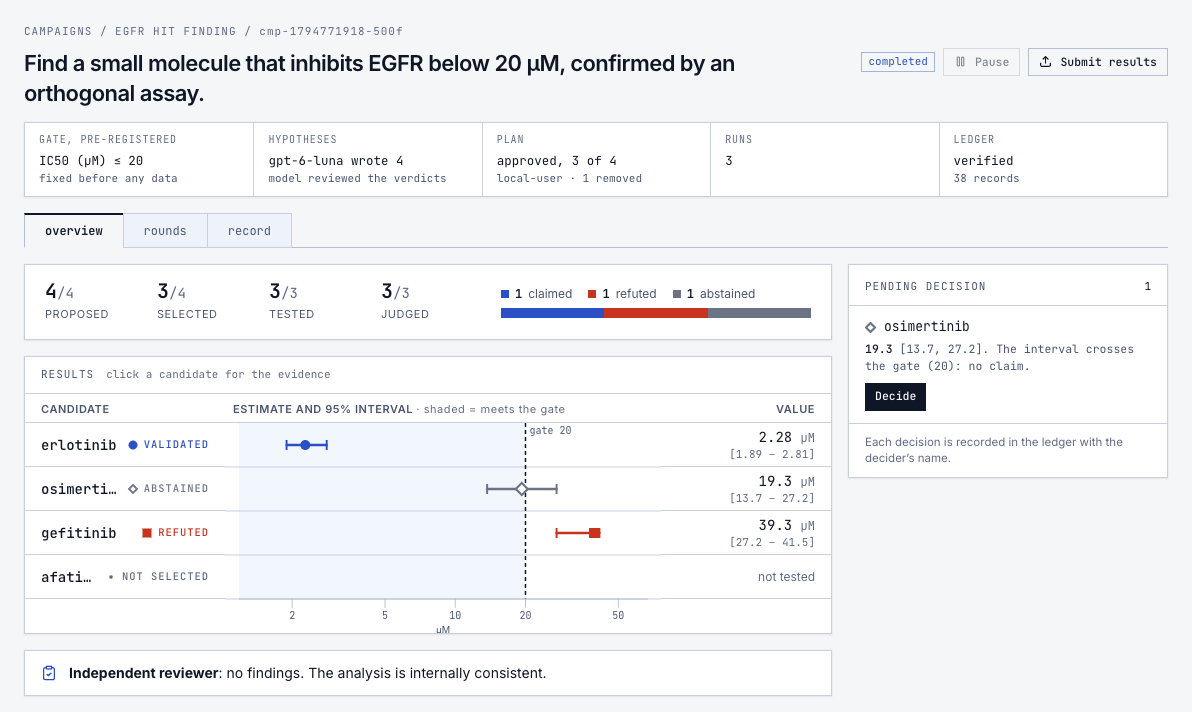 CAMPAIGNS / EGFR HIT FINDING / cmp-1794771918-500f
Find a small molecule that inhibits EGFR below 20 µM, confirmed by an
orthogonal assay.
completed
Pause
Submit results
GATE, PRE-REGISTERED
IC50 (µM) ≤ 20
fixed before any data
HYPOTHESES
gpt-6-luna wrote 4
model reviewed the verdicts
PLAN
approved, 3 of 4
local-user · 1 removed
RUNS
3
LEDGER
verified
38 records
overview
rounds
record
4/4
PROPOSED
3/4
SELECTED
3/3
TESTED
3/3
JUDGED
1 claimed
1 refuted
1 abstained
PENDING DECISION 1
osimertinib
19.3 [13.7, 27.2]. The interval crosses
the gate (20): no claim.
Decide
Each decision is recorded in the ledger with the
decider's name.
RESULTS click a candidate for the evidence
CANDIDATE ESTIMATE AND 95% INTERVAL · shaded = meets the gate VALUE
gate 20
erlotinib VALIDATED 2.28 µM
[1.89 – 2.81]
osimerti… ABSTAINED 19.3 µM
[13.7 – 27.2]
gefitinib REFUTED 39.3 µM
[27.2 – 41.5]
afati… NOT SELECTED not tested
2 5 10 20 50
µM
Independent reviewer: no findings. The analysis is internally consistent.